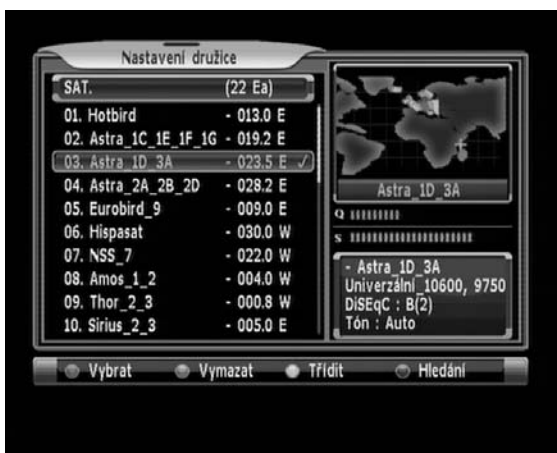 Nastavení družice
SAT. (22 Ea)
01. Hotbird - 013.0 E
02. Astra_1C_1E_1F_1G - 019.2 E
03. Astra_1D_3A - 023.5 E ✓
04. Astra_2A_2B_2D - 028.2 E
05. Eurobird_9 - 009.0 E
06. Hispasat - 030.0 W
07. NSS_7 - 022.0 W
08. Amos_1_2 - 004.0 W
09. Thor_2_3 - 000.8 W
10. Sirius_2_3 - 005.0 E
Astra_1D_3A
Q
S
- Astra_1D_3A
Univerzální_10600, 9750
DiSEqC : B(2)
Tón : Auto
Vybrat Vymazat Třídit Hledání